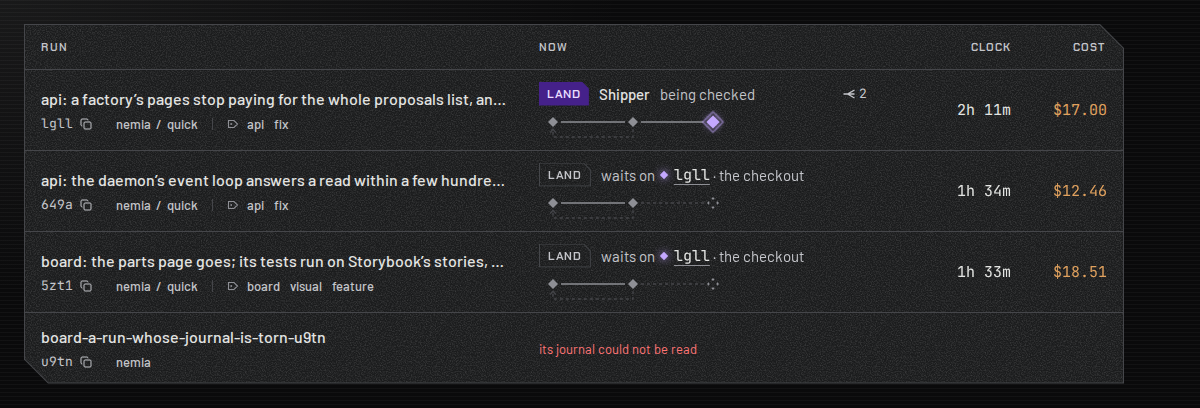 RUN NOW CLOCK COST
api: a factory's pages stop paying for the whole proposals list, an...
LAND Shipper being checked 2
2h 11m $17.00
lgll nemia / quick api fix
api: the daemon's event loop answers a read within a few hundre...
LAND waits on lgll · the checkout
1h 34m $12.46
649a nemia / quick api fix
board: the parts page goes; its tests run on Storybook's stories, ...
LAND waits on lgll · the checkout
1h 33m $18.51
5zt1 nemia / quick board visual feature
board-a-run-whose-journal-is-torn-u9tn
its journal could not be read
u9tn nemia